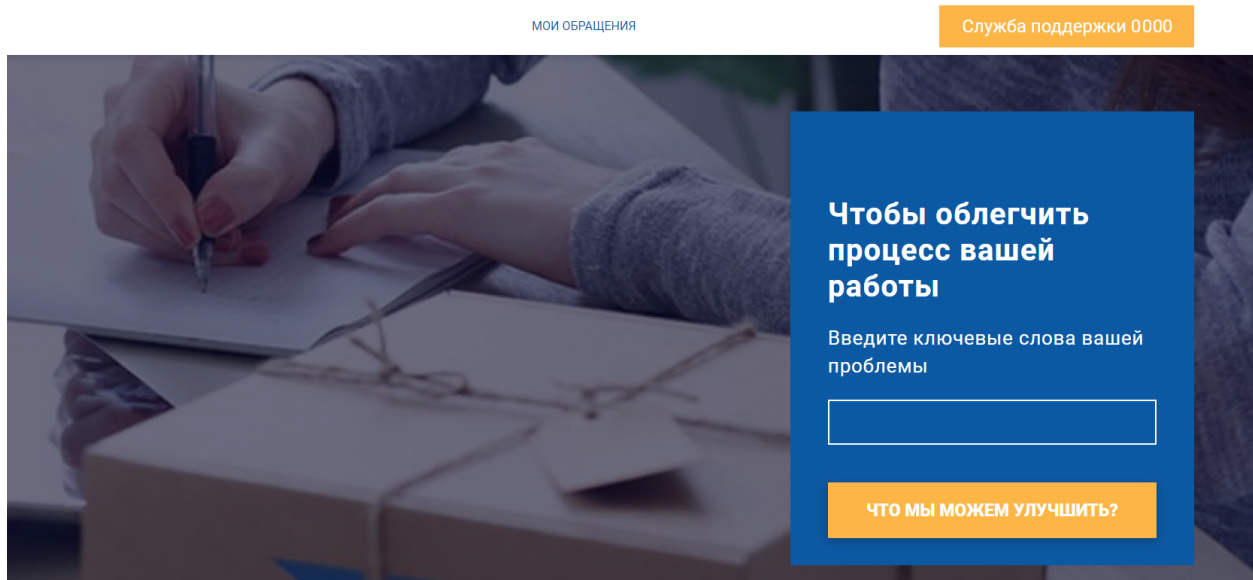 МОИ ОБРАЩЕНИЯ
Служба поддержки 0000
Чтобы облегчить
процесс вашей
работы
Введите ключевые слова вашей
проблемы
ЧТО МЫ МОЖЕМ УЛУЧШИТЬ?